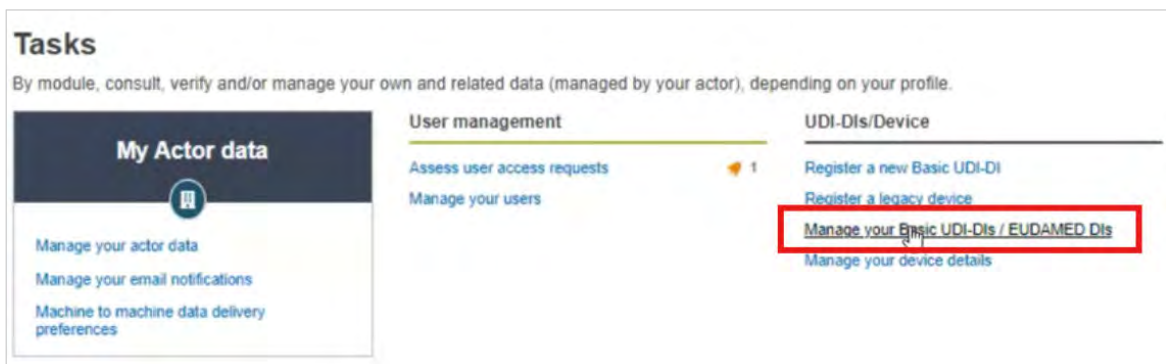 Tasks
By module, consult, verify and/or manage your own and related data (managed by your actor), depending on your profile.
My Actor data
Manage your actor data
Manage your email notifications
Machine to machine data delivery
preferences
User management
Assess user access requests 1
Manage your users
UDI-DIs/Device
Register a new Basic UDI-DI
Register a legacy device
Manage your Basic UDI-DIs / EUDAMED DIs
Manage your device details